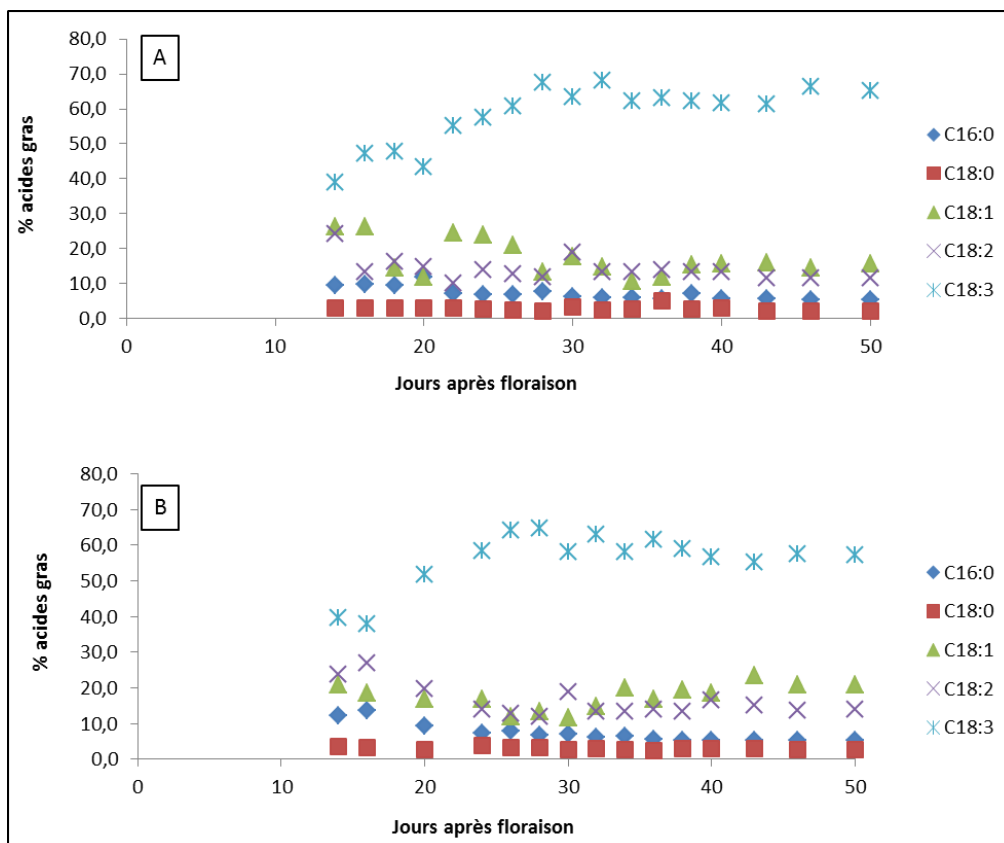 A
80,0
70,0
60,0
50,0
40,0
30,0
20,0
10,0
0,0
% acides gras
0 10 20 30 40 50
Jours après floraison
C16:0
C18:0
C18:1
C18:2
C18:3
B
80,0
70,0
60,0
50,0
40,0
30,0
20,0
10,0
0,0
% acides gras
0 10 20 30 40 50
Jours après floraison
C16:0
C18:0
C18:1
C18:2
C18:3